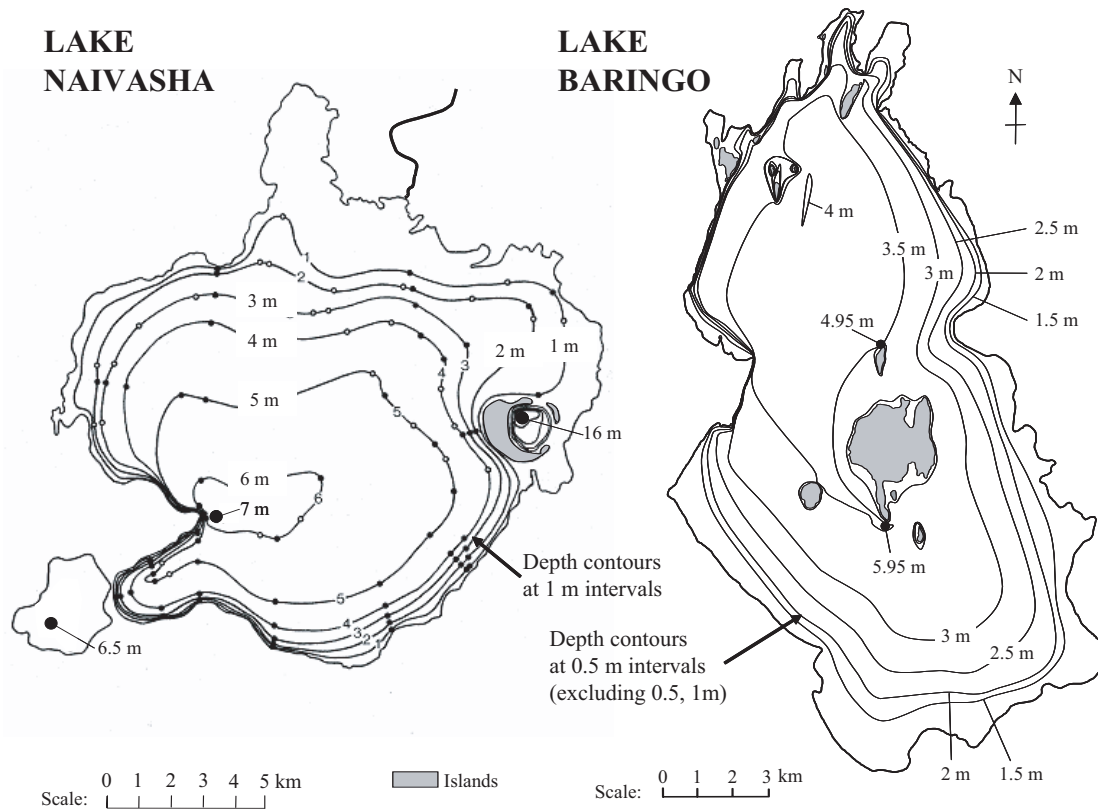 LAKE
NAIVASHA
1
2
3 m
4 m
2 m
1 m
3
4
5 m
5
16 m
6 m
6
7 m
Depth contours
at 1 m intervals
5
4
3
2
1
6.5 m
0 1 2 3 4 5 km
Scale:
Islands
LAKE
BARINGO
N
4 m
2.5 m
3.5 m
3 m
2 m
1.5 m
4.95 m
5.95 m
Depth contours
at 0.5 m intervals
(excluding 0.5, 1m)
3 m
2.5 m
2 m
1.5 m
0 1 2 3 km
Scale: